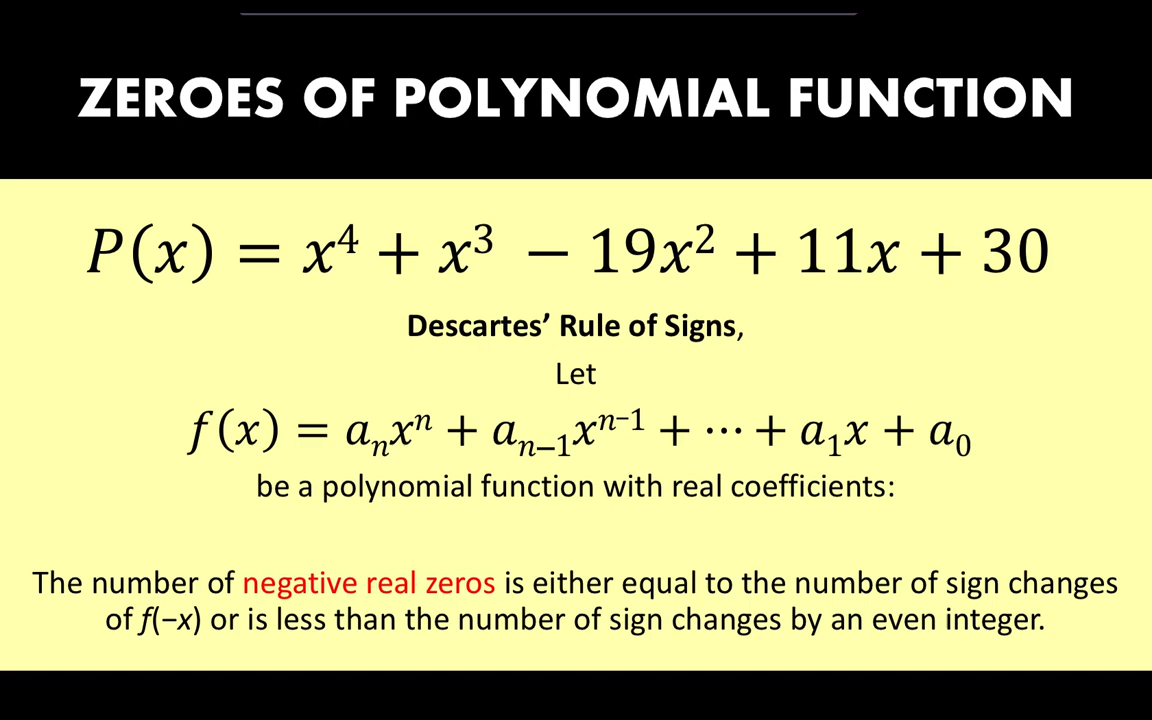 ZEROES OF POLYNOMIAL FUNCTION
P(x) = x⁴ + x³ − 19x² + 11x + 30
Descartes’ Rule of Signs,
Let
f(x) = aₙxⁿ + aₙ₋₁xⁿ⁻¹ + ⋯ + a₁x + a₀
be a polynomial function with real coefficients:
The number of negative real zeros is either equal to the number of sign changes
of f(−x) or is less than the number of sign changes by an even integer.